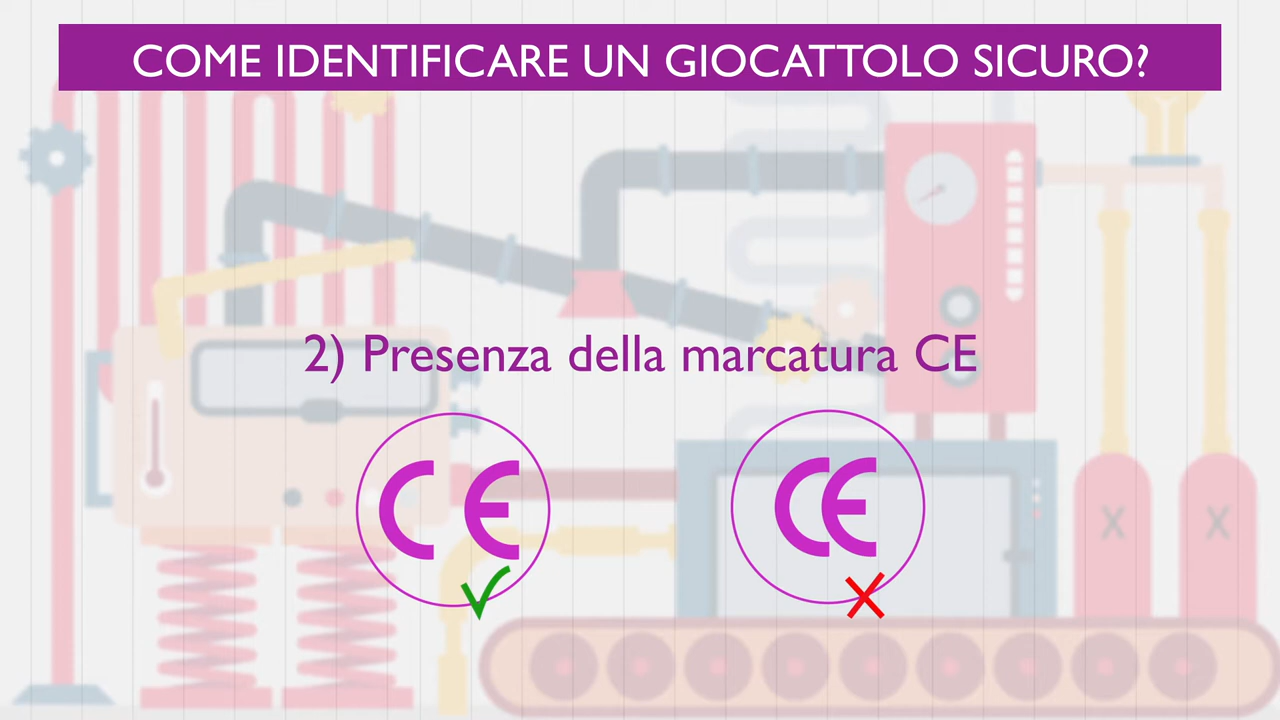 COME IDENTIFICARE UN GIOCATTOLO SICURO?
2) Presenza della marcatura CE
CE CE
X X